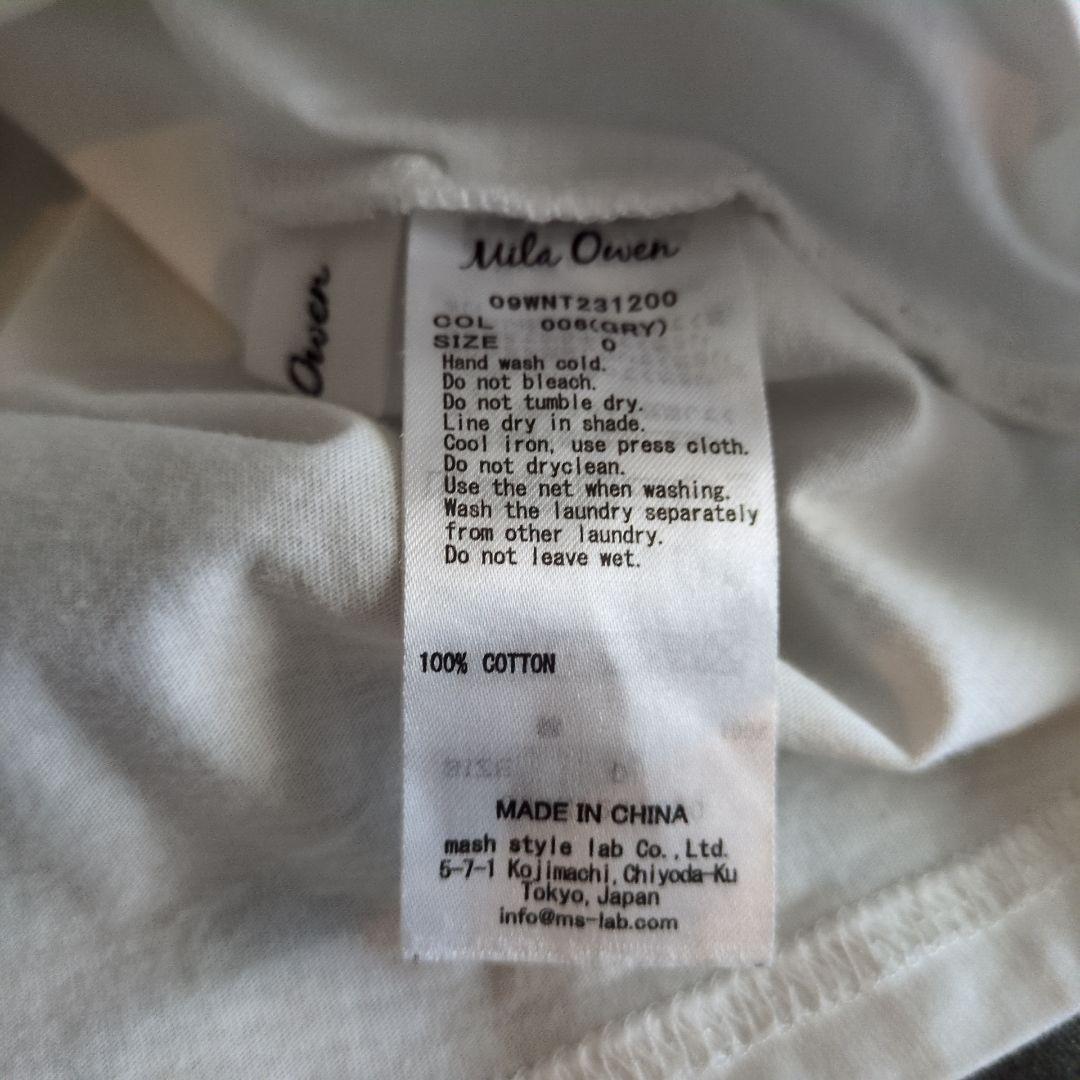 Mila Owen
Owen
09WNT231200
COL 006(GRY)
SIZE 0
Hand wash cold.
Do not bleach.
Do not tumble dry.
Line dry in shade.
Cool iron, use press cloth.
Do not dryclean.
Use the net when washing.
Wash the laundry separately
from other laundry.
Do not leave wet.
100% COTTON
MADE IN CHINA
mash style lab Co.,Ltd.
5-7-1 Kojimachi,Chiyoda-Ku
Tokyo,Japan
info@ms-lab.com